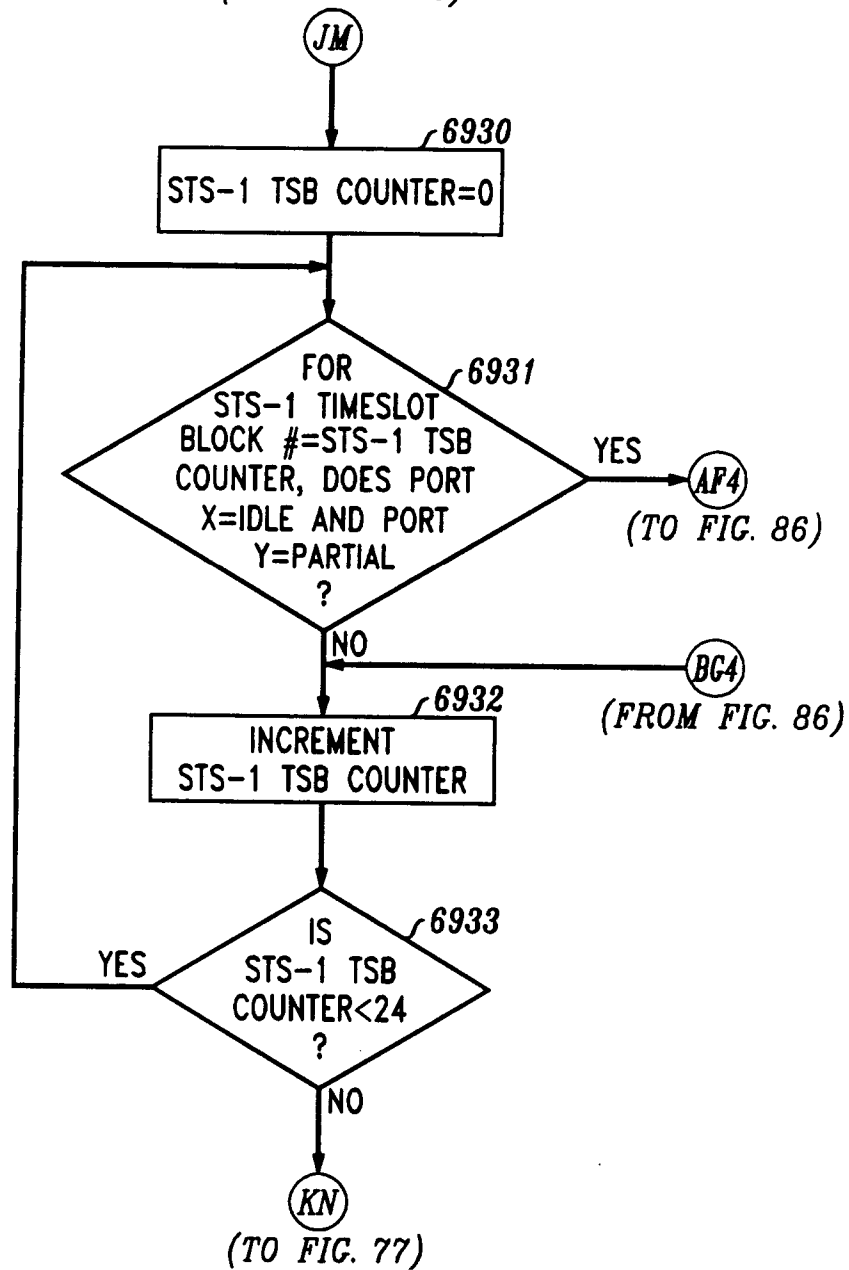 JM
6930
STS-1 TSB COUNTER=0
FOR
6931
STS-1 TIMESLOT
BLOCK #=STS-1 TSB
COUNTER, DOES PORT
X=IDLE AND PORT
Y=PARTIAL
?
YES
AF4
(TO FIG. 86)
NO
BG4
(FROM FIG. 86)
6932
INCREMENT
STS-1 TSB COUNTER
6933
IS
STS-1 TSB
COUNTER<24
?
YES
NO
KN
(TO FIG. 77)